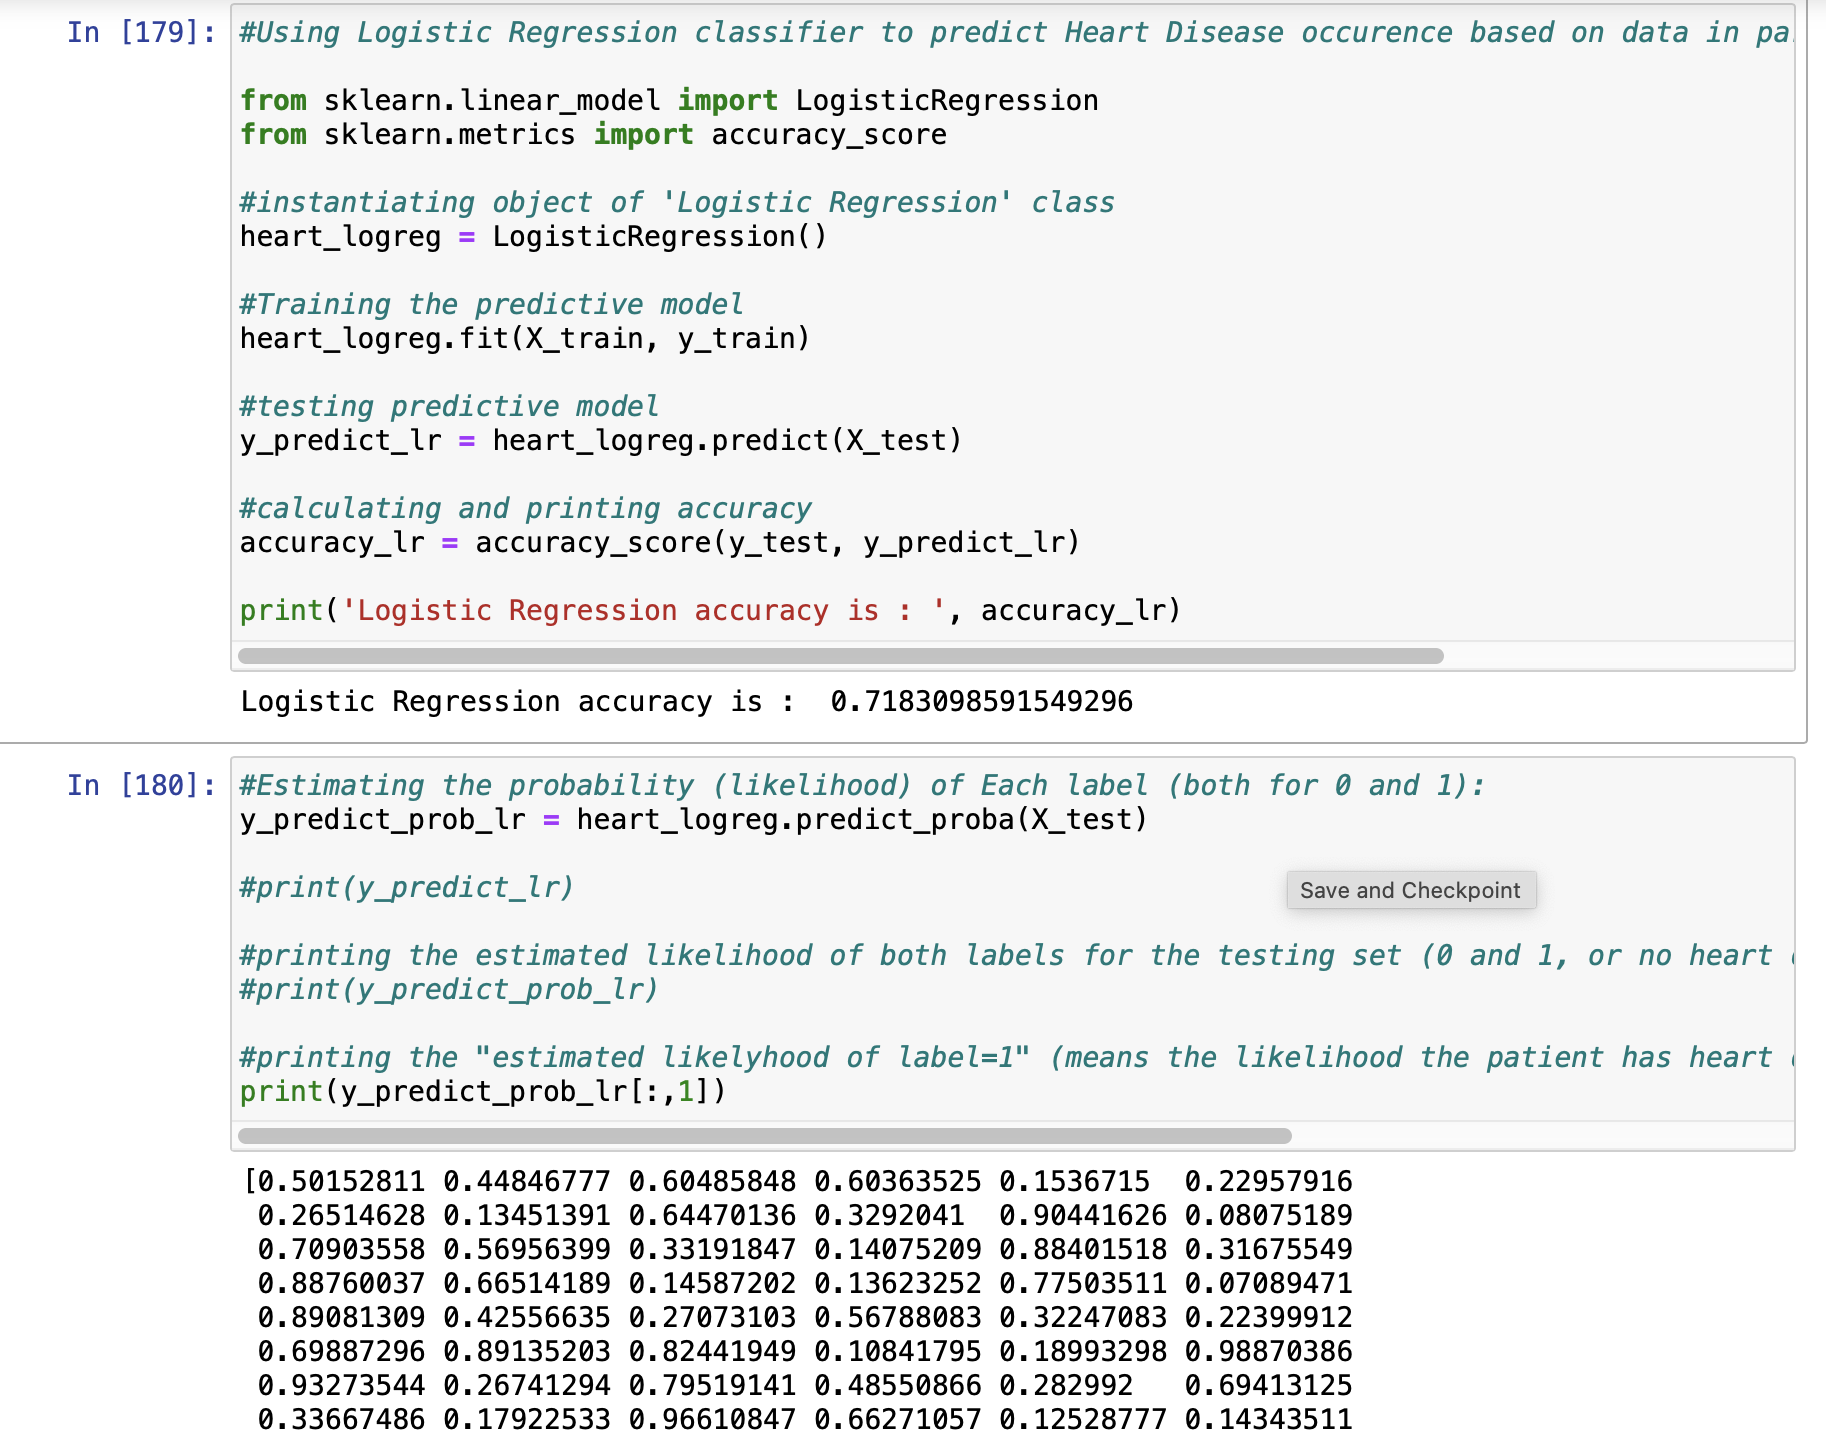 In [179]:
#Using Logistic Regression classifier to predict Heart Disease occurence based on data in
from sklearn.linear_model import LogisticRegression
from sklearn.metrics import accuracy_score
#instantiating object of 'Logistic Regression' class
heart_logreg = LogisticRegression()
#Training the predictive model
heart_logreg.fit(X_train, y_train)
#testing predictive model
y_predict_lr = heart_logreg.predict(X_test)
#calculating and printing accuracy
accuracy_lr = accuracy_score(y_test, y_predict_lr)
print('Logistic Regression accuracy is : ', accuracy_lr)
Logistic Regression accuracy is :  0.7183098591549296
In [180]:
#Estimating the probability (likelihood) of Each label (both for 0 and 1):
y_predict_prob_lr = heart_logreg.predict_proba(X_test)
#print(y_predict_lr)
Save and Checkpoint
#printing the estimated likelihood of both labels for the testing set (0 and 1, or no heart
#print(y_predict_prob_lr)
#printing the "estimated likelyhood of label=1" (means the likelihood the patient has heart
print(y_predict_prob_lr[:,1])
[0.50152811 0.44846777 0.60485848 0.60363525 0.1536715  0.22957916
0.26514628 0.13451391 0.64470136 0.3292041  0.90441626 0.08075189
0.70903558 0.56956399 0.33191847 0.14075209 0.88401518 0.31675549
0.88760037 0.66514189 0.14587202 0.13623252 0.77503511 0.07089471
0.89081309 0.42556635 0.27073103 0.56788083 0.32247083 0.22399912
0.69887296 0.89135203 0.82441949 0.10841795 0.18993298 0.98870386
0.93273544 0.26741294 0.79519141 0.48550866 0.282992   0.69413125
0.33667486 0.17922533 0.96610847 0.66271057 0.12528777 0.14343511